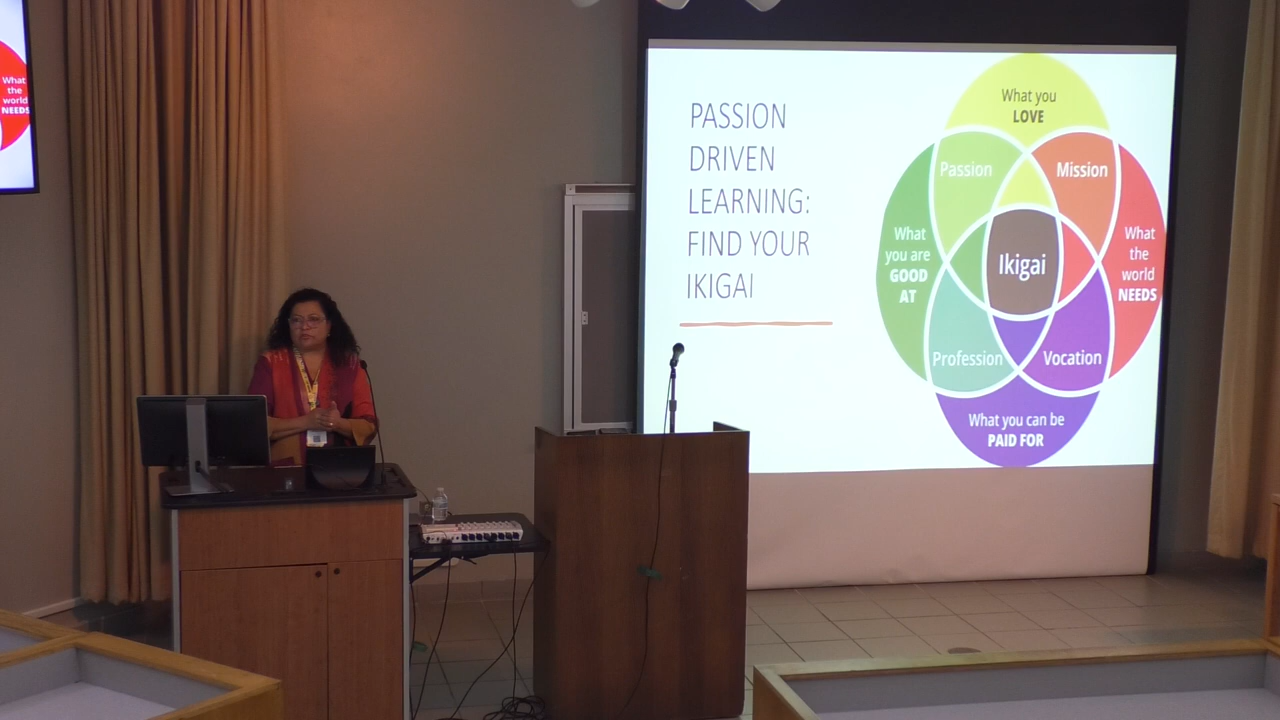 What
the
world
NEEDS
PASSION
DRIVEN
LEARNING:
FIND YOUR
IKIGAI
What you
LOVE
Passion
Mission
What
you are
GOOD
AT
Ikigai
What
the
world
NEEDS
Profession
Vocation
What you can be
PAID FOR